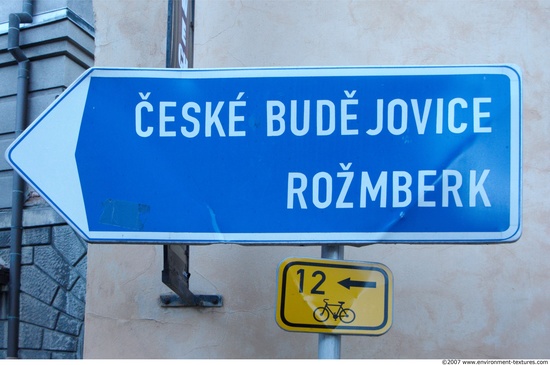 ČESKÉ BUDĚJOVICE
ROŽMBERK
12
©2007 www.environment-textures.com